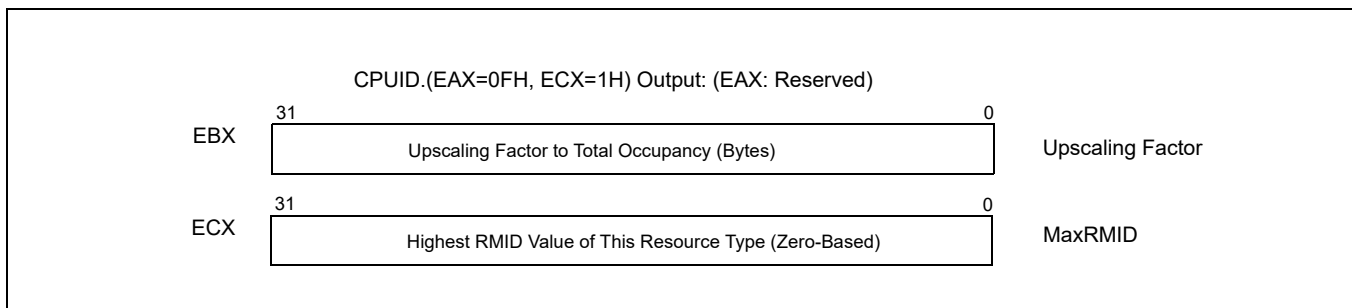 CPUID.(EAX=0FH, ECX=1H) Output: (EAX: Reserved)
31 0
EBX Upscaling Factor to Total Occupancy (Bytes) Upscaling Factor
31 0
ECX Highest RMID Value of This Resource Type (Zero-Based) MaxRMID